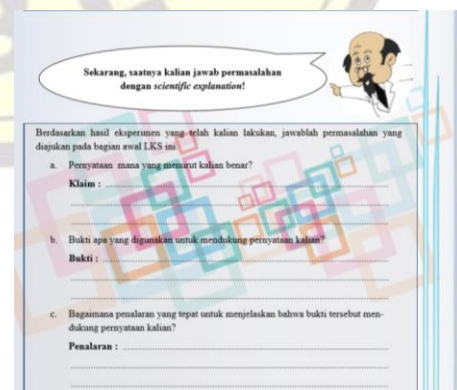 Sekarang, saatnya kalian jawab permasalahan
dengan scientific explanation!
Berdasarkan hasil eksperimen yang telah kalian lakukan, jawablah permasalahan yang
diajukan pada bagian awal LKS ini
a. Pernyataan mana yang menurut kalian benar?
Klaim :
b. Bukti apa yang digunakan untuk mendukung pernyataan kalian?
Bukti :
c. Bagaimana penalaran yang tepat untuk menjelaskan bahwa bukti tersebut men-
dukung pernyataan kalian?
Penalaran :